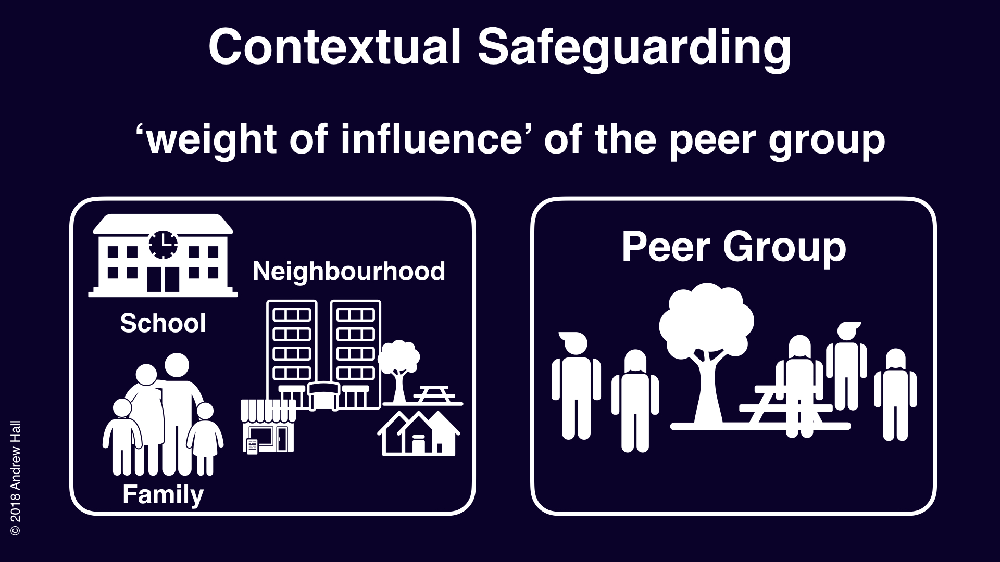 Contextual Safeguarding
‘weight of influence’ of the peer group
School
Neighbourhood
Family
Peer Group
© 2018 Andrew Hall